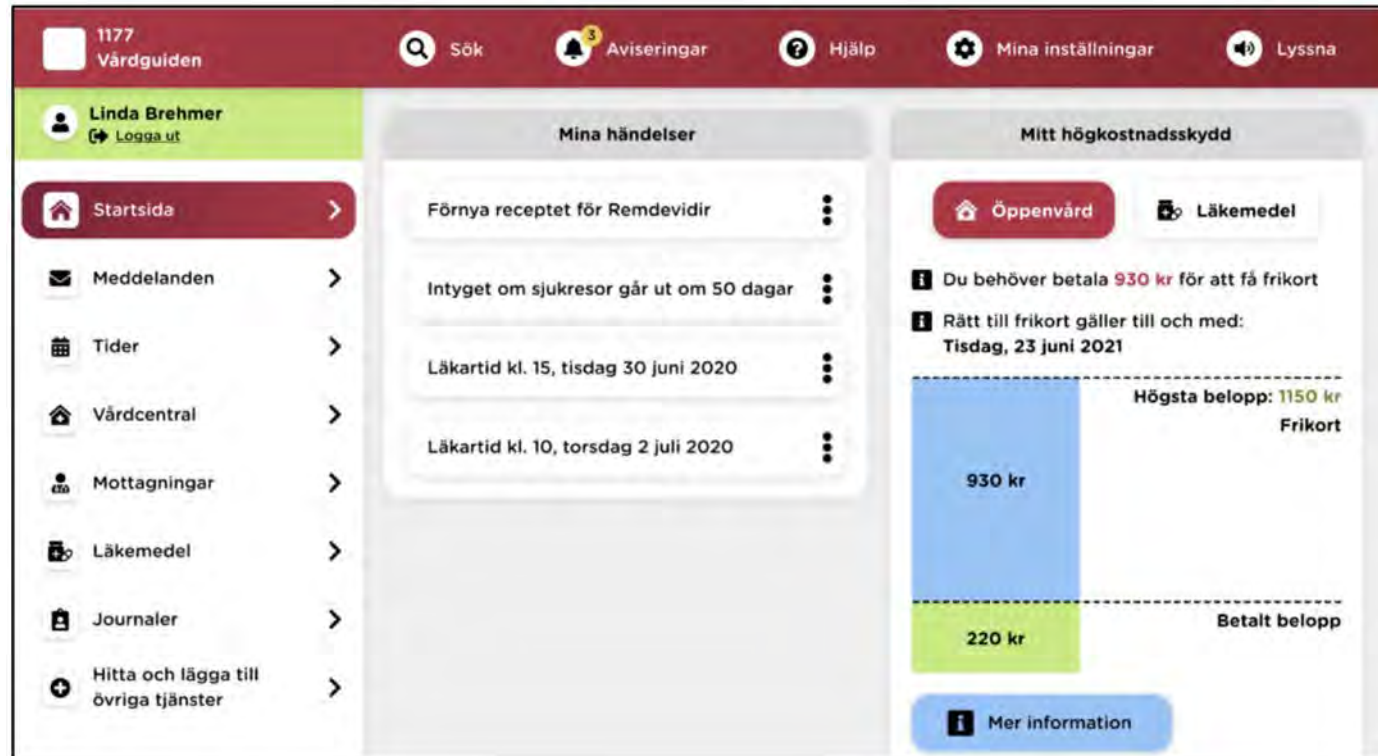 1177
Vårdguiden
Sök
3
Aviseringar
Hjälp
Mina inställningar
Lyssna
Linda Brehmer
Logga ut
Startsida
Meddelanden
Tider
Vårdcentral
Mottagningar
Läkemedel
Journaler
Hitta och lägga till
övriga tjänster
Mina händelser
Förnya receptet för Remdevidir
Intyget om sjukresor går ut om 50 dagar
Läkartid kl. 15, tisdag 30 juni 2020
Läkartid kl. 10, torsdag 2 juli 2020
Mitt högkostnadsskydd
Öppenvård
Läkemedel
Du behöver betala 930 kr för att få frikort
Rätt till frikort gäller till och med:
Tisdag, 23 juni 2021
Högsta belopp: 1150 kr
Frikort
930 kr
Betalt belopp
220 kr
Mer information